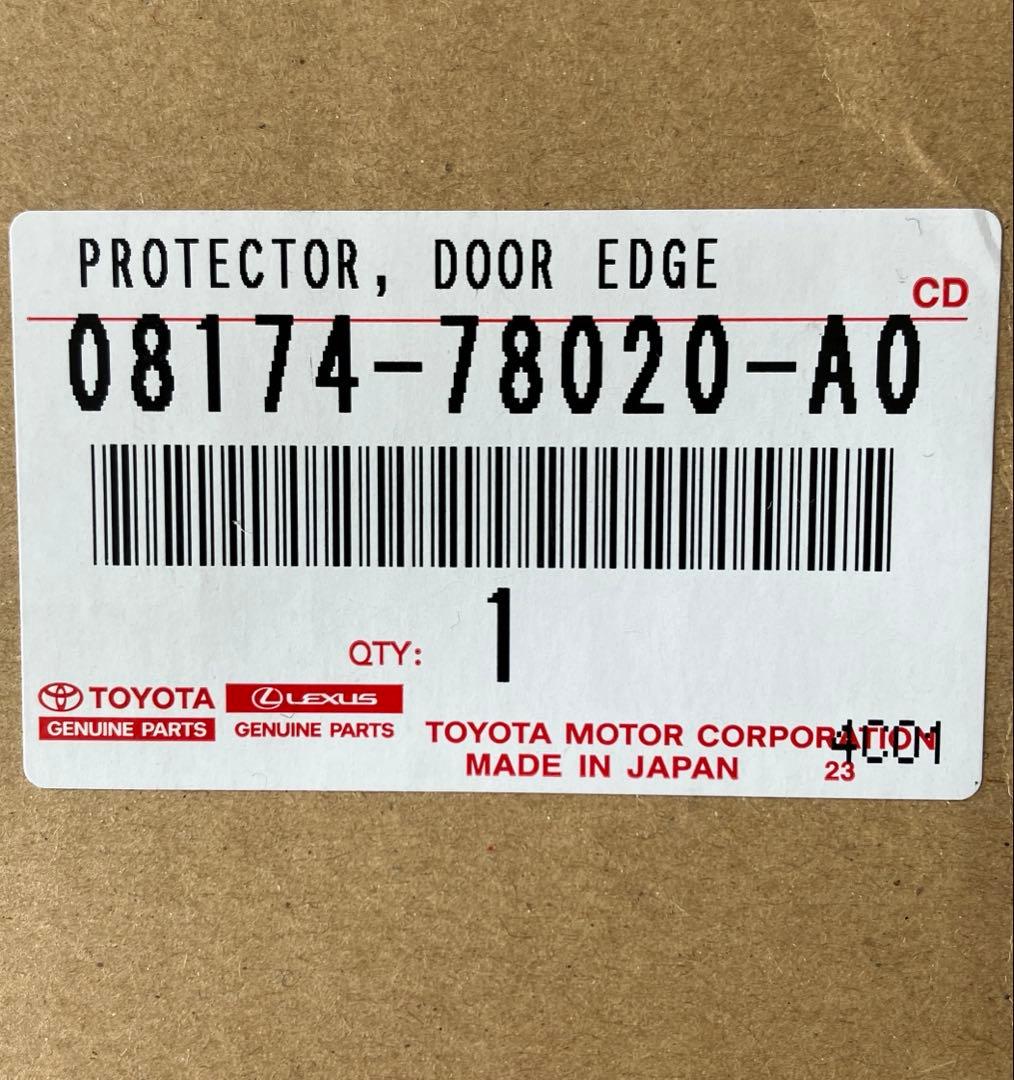 PROTECTOR, DOOR EDGE
CD
08174-78020-A0
QTY: 1
TOYOTA LEXUS
GENUINE PARTS GENUINE PARTS
TOYOTA MOTOR CORPORATION
MADE IN JAPAN 23